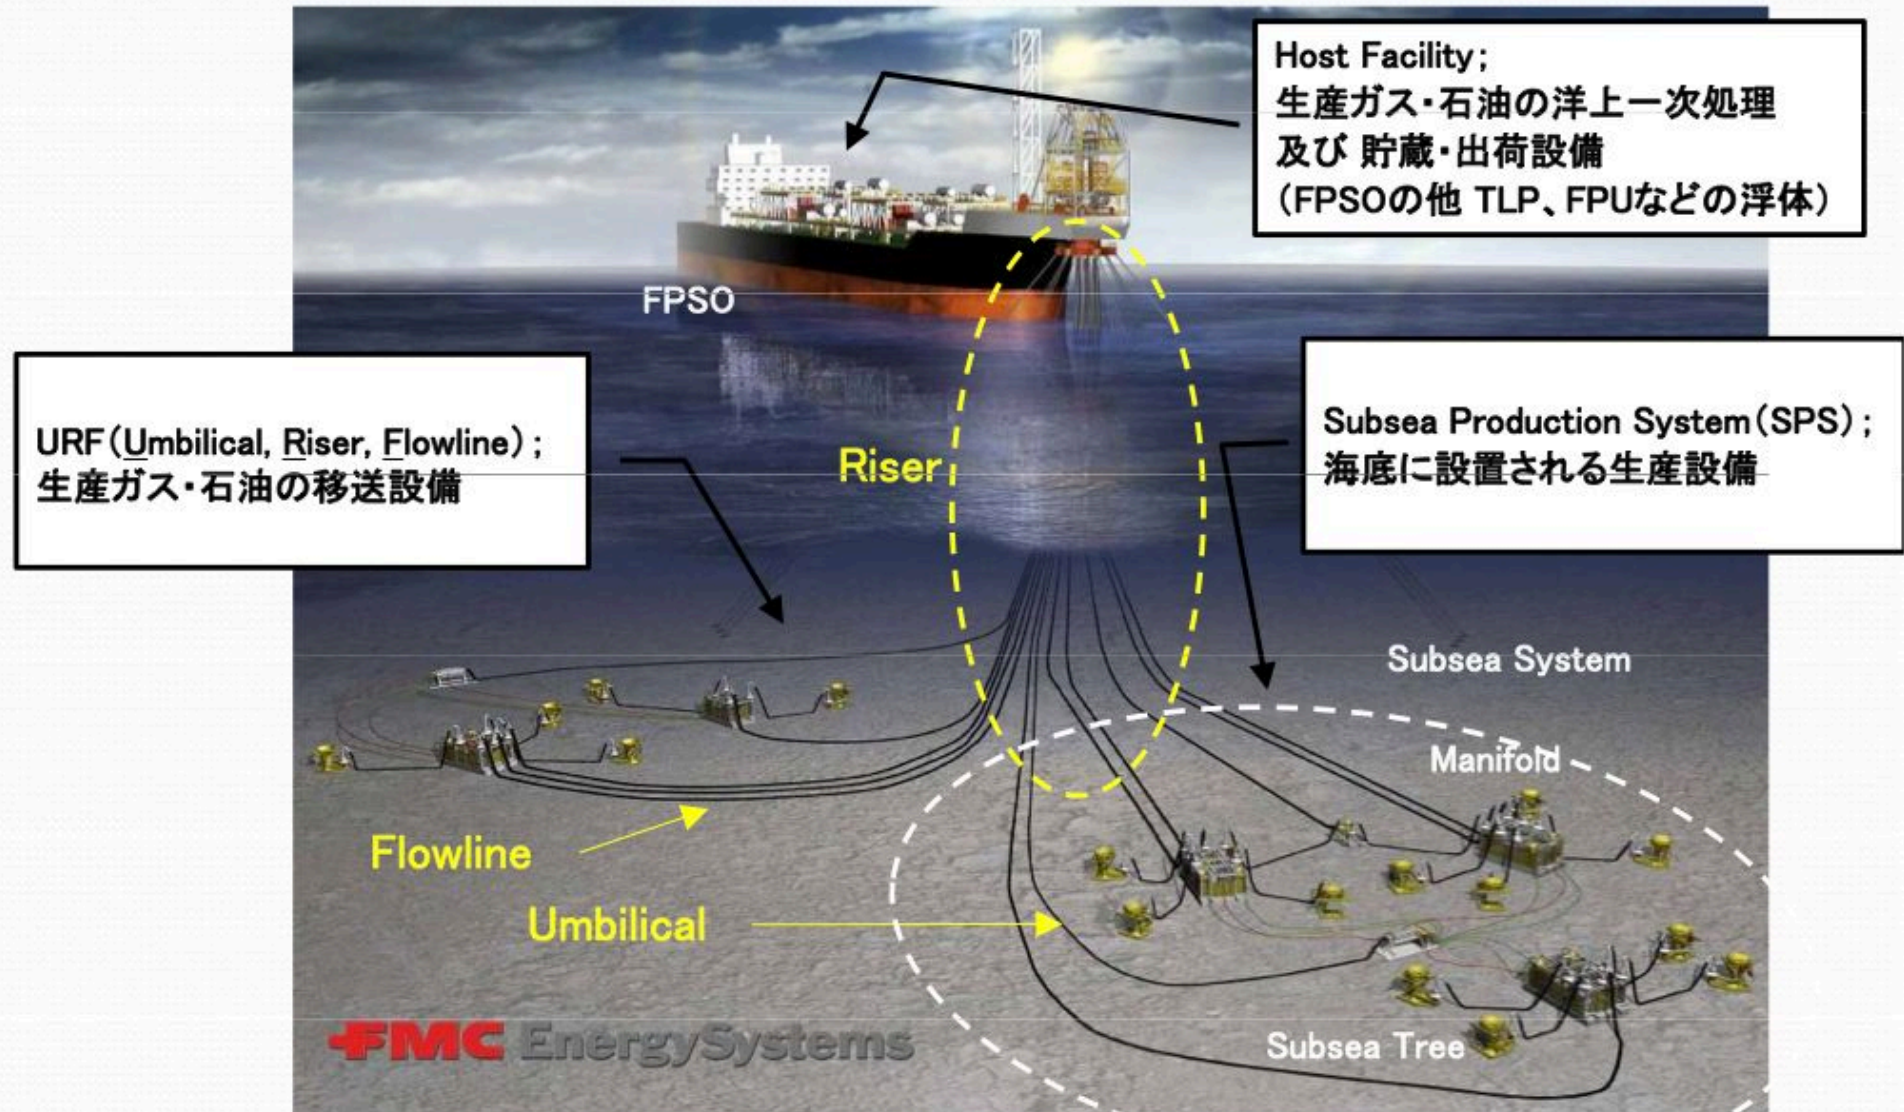 Host Facility;
生産ガス・石油の洋上一次処理
及び 貯蔵・出荷設備
(FPSOの他 TLP、FPUなどの浮体)
FPSO
URF(Umbilical, Riser, Flowline);
生産ガス・石油の移送設備
Riser
Subsea Production System(SPS);
海底に設置される生産設備
Subsea System
Manifold
Flowline
Umbilical
Subsea Tree
FMC EnergySystems